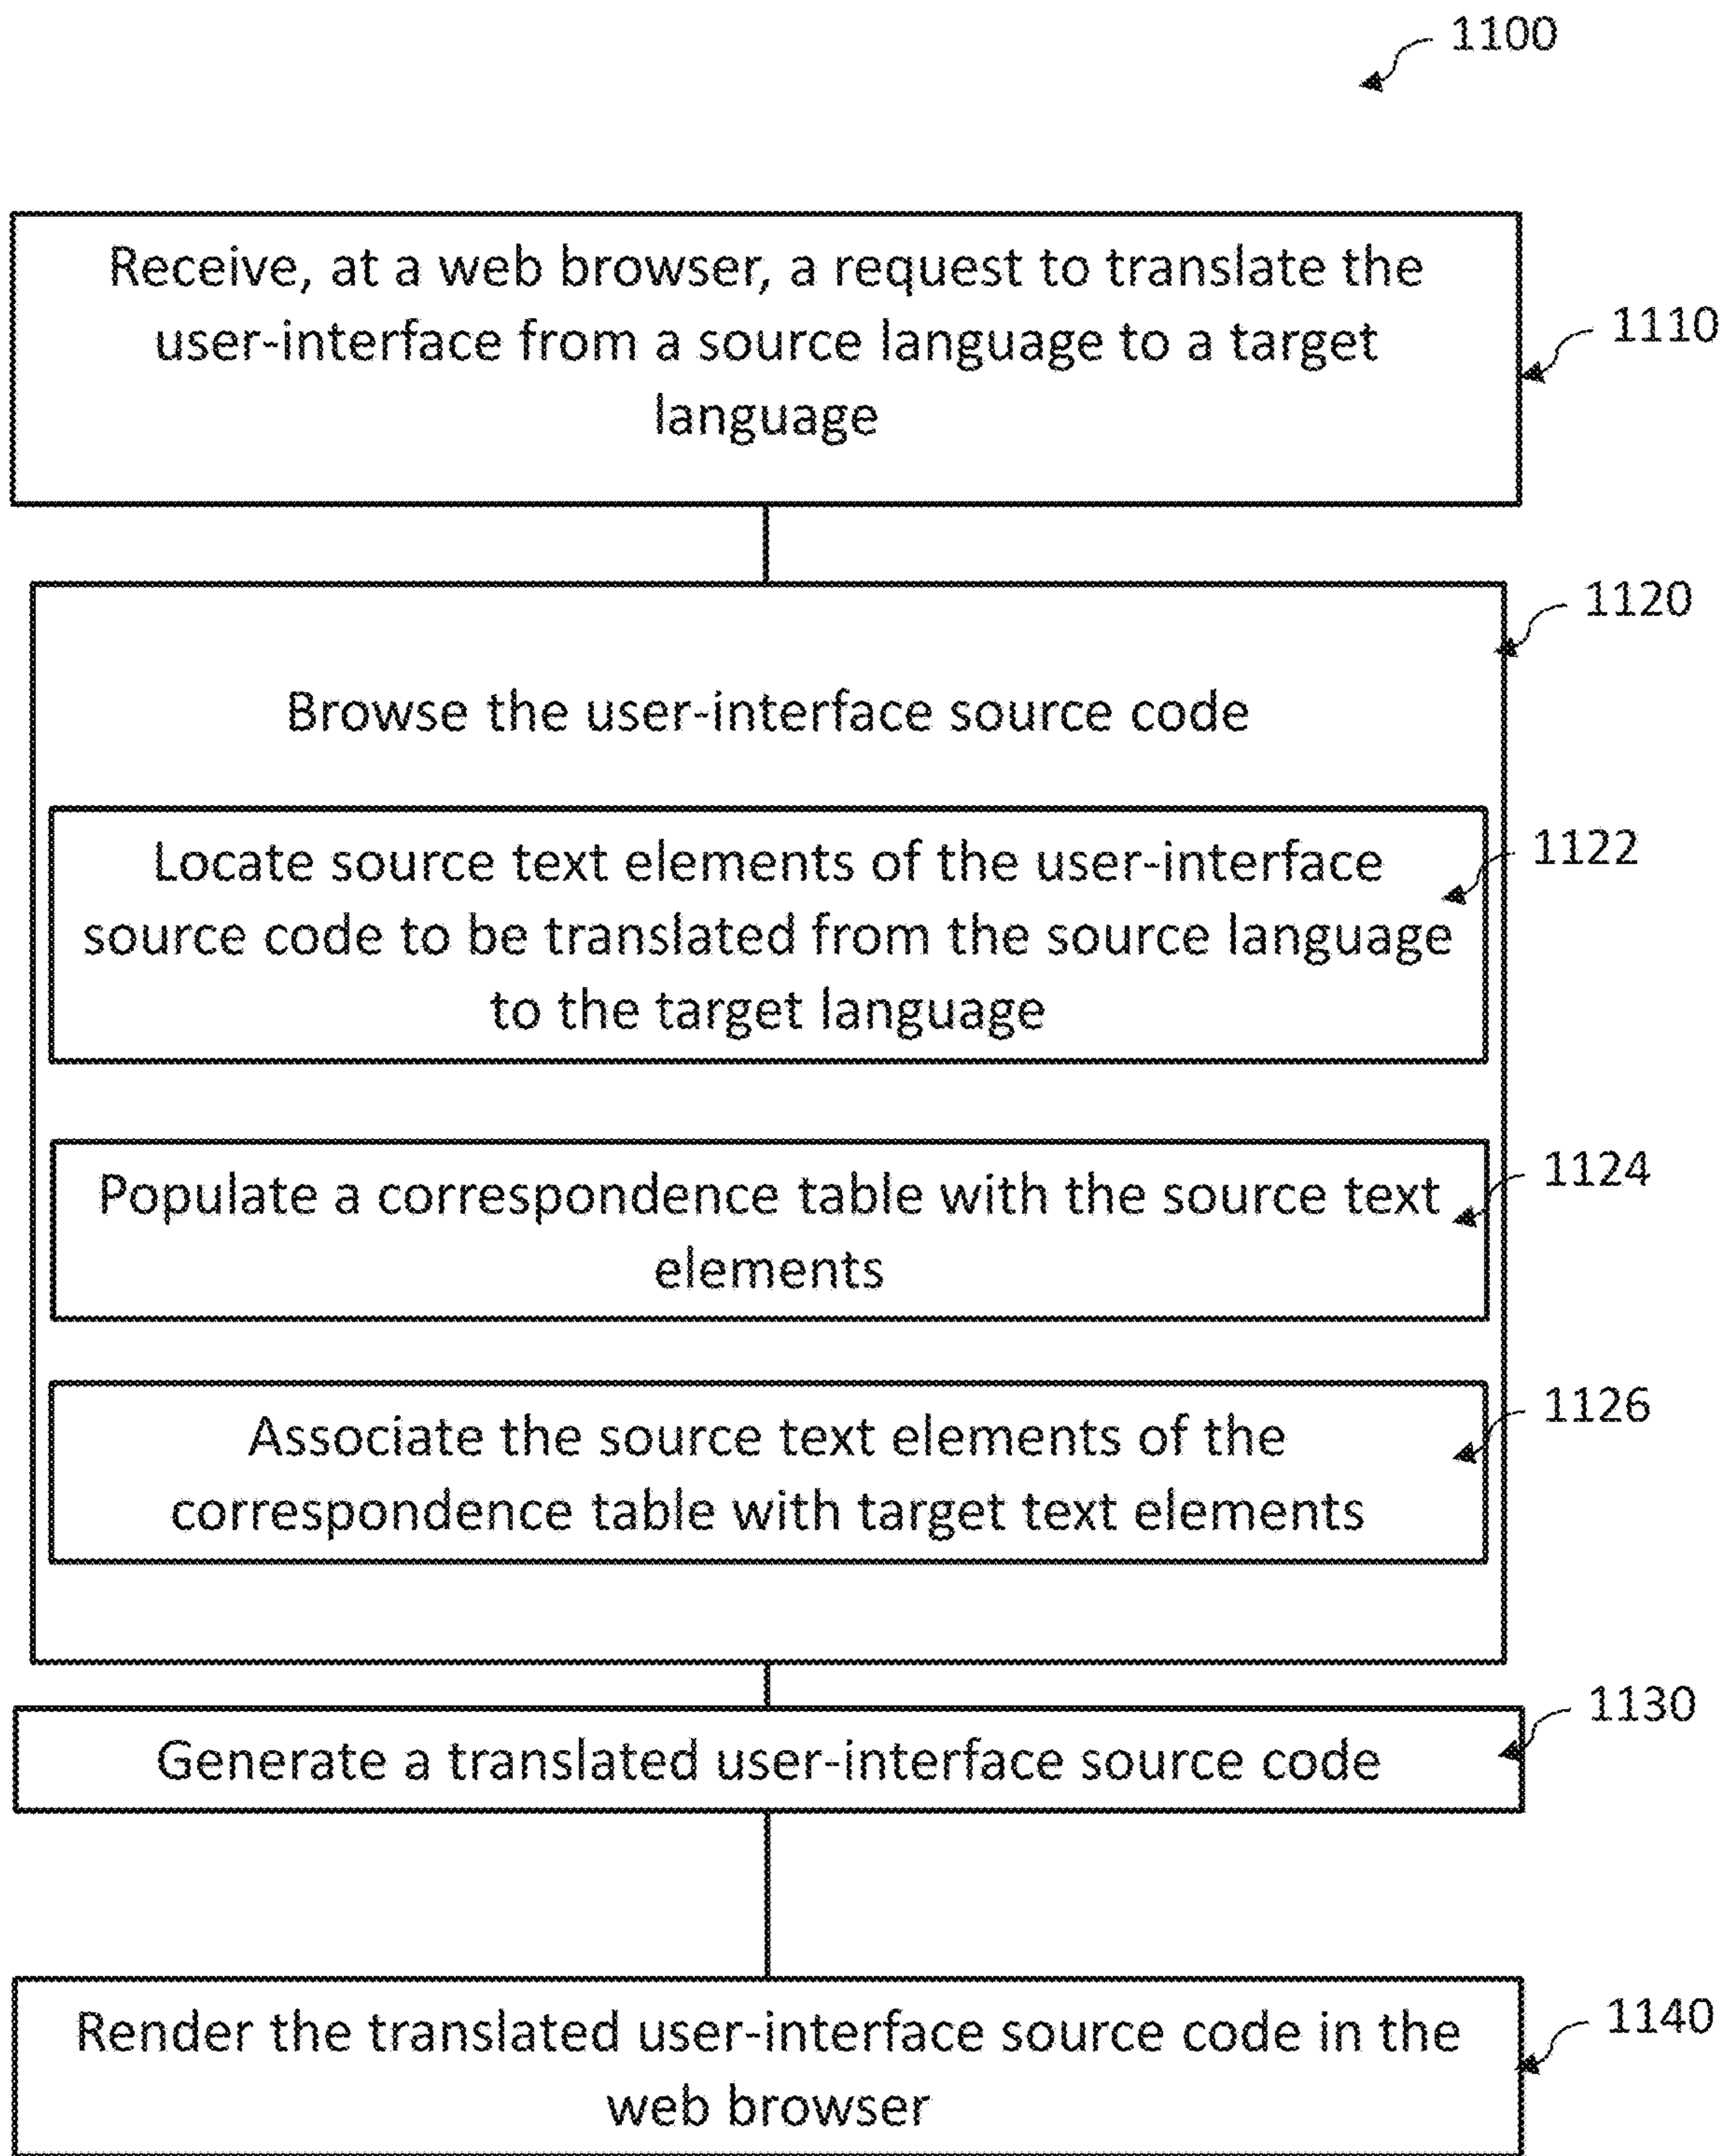 1100
Receive, at a web browser, a request to translate the
user-interface from a source language to a target
language
1110
1120
Browse the user-interface source code
Locate source text elements of the user-interface
source code to be translated from the source language
to the target language
1122
Populate a correspondence table with the source text
elements
1124
Associate the source text elements of the
correspondence table with target text elements
1126
Generate a translated user-interface source code
1130
Render the translated user-interface source code in the
web browser
1140